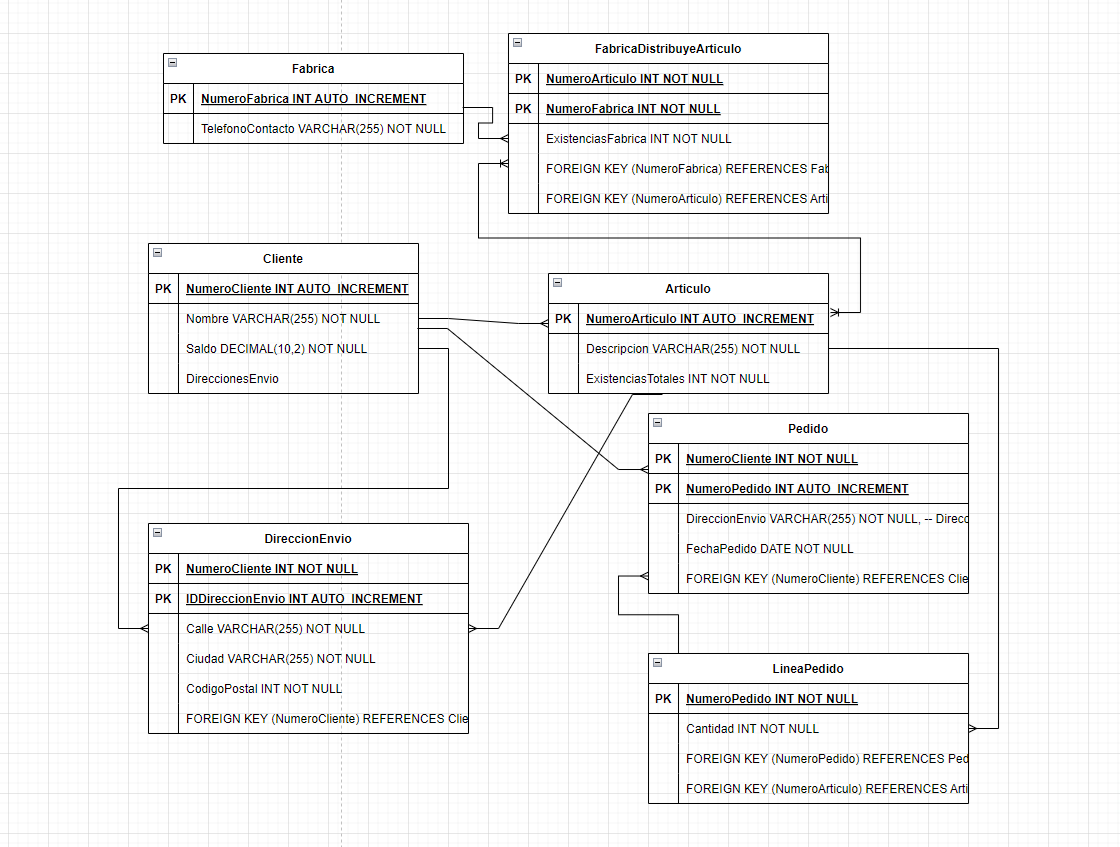 Fabrica
PK NumeroFabrica INT AUTO_INCREMENT
TelefonoContacto VARCHAR(255) NOT NULL
FabricaDistribuyeArticulo
PK NumeroArticulo INT NOT NULL
PK NumeroFabrica INT NOT NULL
ExistenciasFabrica INT NOT NULL
FOREIGN KEY (NumeroFabrica) REFERENCES Fab
FOREIGN KEY (NumeroArticulo) REFERENCES Arti
Cliente
PK NumeroCliente INT AUTO_INCREMENT
Nombre VARCHAR(255) NOT NULL
Saldo DECIMAL(10,2) NOT NULL
DireccionesEnvio
Articulo
PK NumeroArticulo INT AUTO_INCREMENT
Descripcion VARCHAR(255) NOT NULL
ExistenciasTotales INT NOT NULL
Pedido
PK NumeroCliente INT NOT NULL
PK NumeroPedido INT AUTO_INCREMENT
DireccionEnvio VARCHAR(255) NOT NULL, -- Direcc
FechaPedido DATE NOT NULL
FOREIGN KEY (NumeroCliente) REFERENCES Clie
DireccionEnvio
PK NumeroCliente INT NOT NULL
PK IDDireccionEnvio INT AUTO_INCREMENT
Calle VARCHAR(255) NOT NULL
Ciudad VARCHAR(255) NOT NULL
CodigoPostal INT NOT NULL
FOREIGN KEY (NumeroCliente) REFERENCES Clie
LineaPedido
PK NumeroPedido INT NOT NULL
Cantidad INT NOT NULL
FOREIGN KEY (NumeroPedido) REFERENCES Ped
FOREIGN KEY (NumeroArticulo) REFERENCES Arti